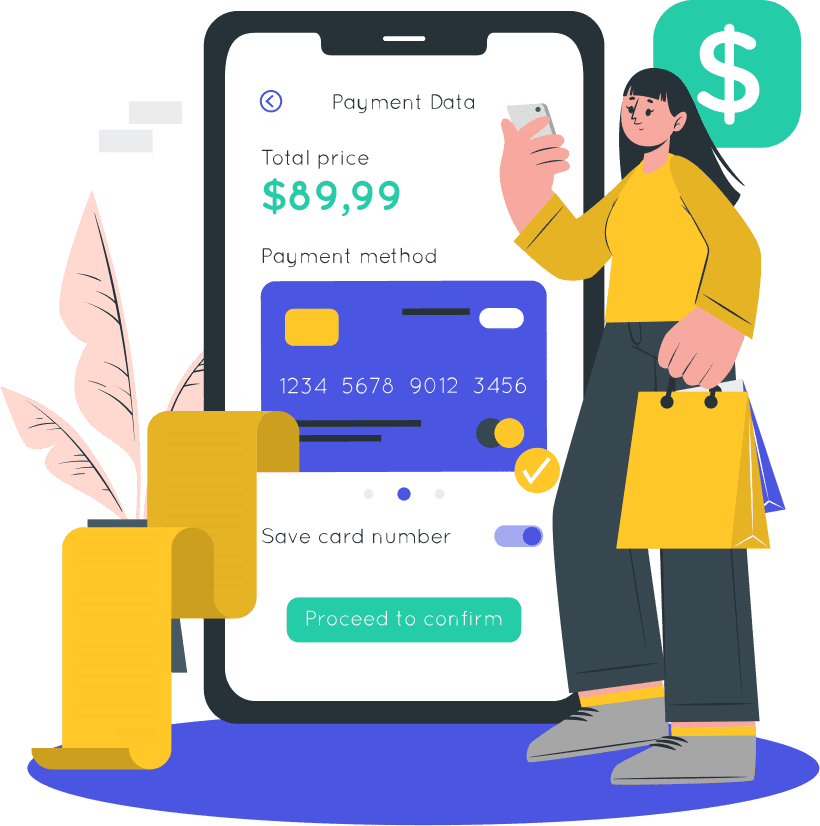 $
Payment Data
Total price
$89,99
Payment method
1234 5678 9012 3456
Save card number
Proceed to confirm